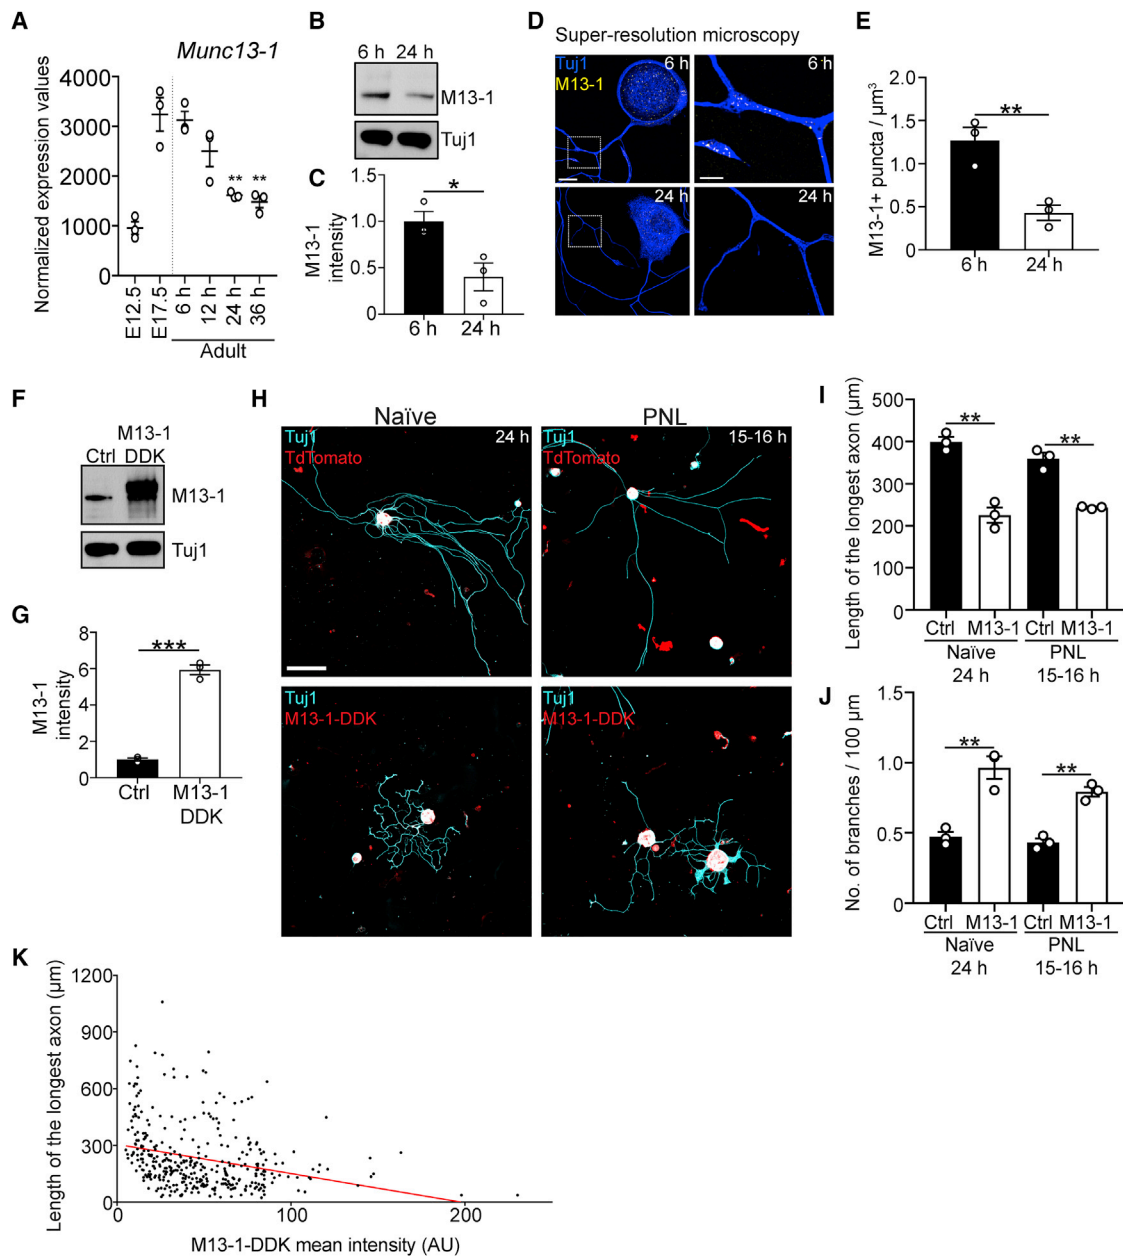 A
Munc13-1
Normalized expression values
4000
3000
2000
1000
0
** **
E12.5
E17.5
6 h
12 h
24 h
36 h
Adult
B
6 h 24 h
M13-1
Tuj1
C
M13-1
intensity
1.5
1.0
0.5
0
*
6 h
24 h
D
Super-resolution microscopy
Tuj1
M13-1
6 h
6 h
24 h
24 h
E
M13-1+ puncta / µm³
2.0
1.5
1.0
0.5
0
**
6 h
24 h
F
M13-1
Ctrl DDK
M13-1
Tuj1
G
M13-1
intensity
8
6
4
2
0
***
Ctrl
M13-1
DDK
H
Naïve
PNL
Tuj1
TdTomato
24 h
Tuj1
TdTomato
15-16 h
Tuj1
M13-1-DDK
Tuj1
M13-1-DDK
I
Length of the longest axon (µm)
500
400
300
200
100
0
**
**
Ctrl M13-1 Ctrl M13-1
Naïve PNL
24 h 15-16 h
J
No. of branches / 100 µm
1.5
1.0
0.5
0
**
**
Ctrl M13-1 Ctrl M13-1
Naïve PNL
24 h 15-16 h
K
Length of the longest axon (µm)
1200
900
600
300
0
0 100 200
M13-1-DDK mean intensity (AU)